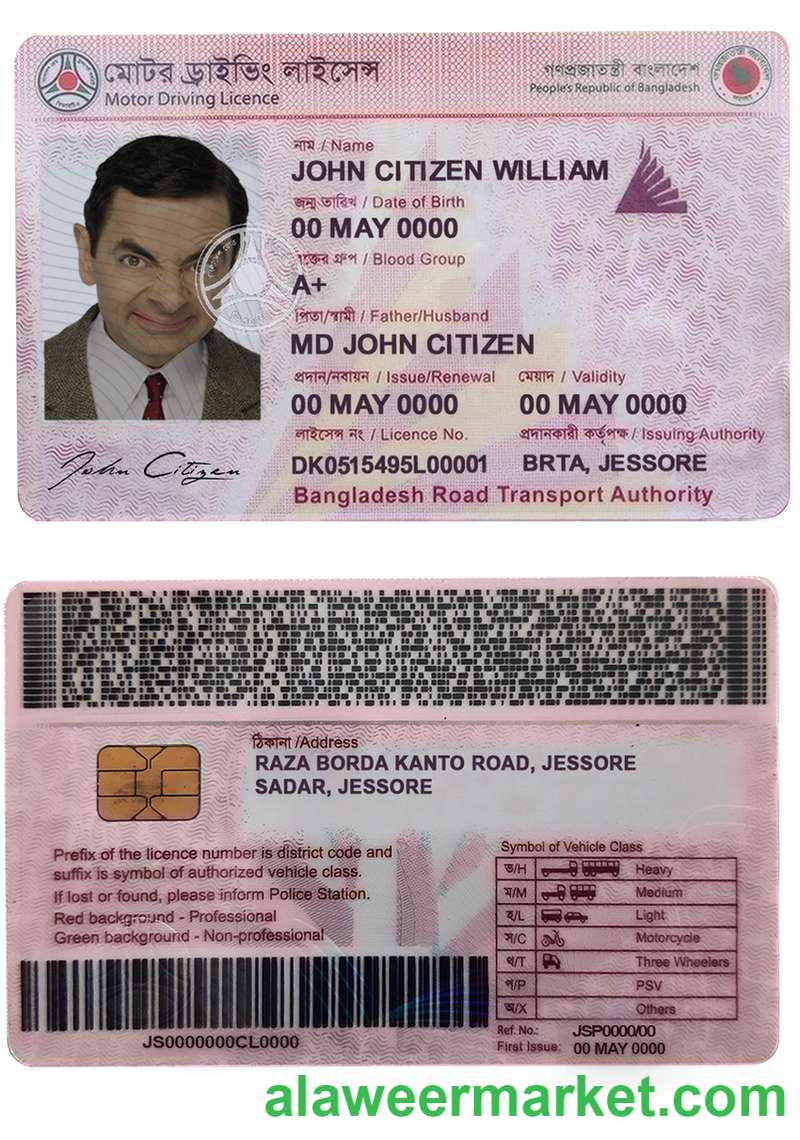 মোটর ড্রাইভিং লাইসেন্স
Motor Driving Licence
গণপ্রজাতন্ত্রী বাংলাদেশ
People's Republic of Bangladesh
নাম / Name
JOHN CITIZEN WILLIAM
জন্ম তারিখ / Date of Birth
00 MAY 0000
রক্তের গ্রুপ / Blood Group
A+
পিতা/স্বামী / Father/Husband
MD JOHN CITIZEN
প্রদান/নবায়ন / Issue/Renewal মেয়াদ / Validity
00 MAY 0000 00 MAY 0000
লাইসেন্স নং / Licence No. প্রদানকারী কর্তৃপক্ষ / Issuing Authority
DK0515495L00001 BRTA, JESSORE
John Citizen
Bangladesh Road Transport Authority
ঠিকানা /Address
RAZA BORDA KANTO ROAD, JESSORE
SADAR, JESSORE
Prefix of the licence number is district code and
suffix is symbol of authorized vehicle class.
If lost or found, please inform Police Station.
Red background - Professional
Green background - Non-professional
JS0000000CL0000
Symbol of Vehicle Class
ভ/H Heavy
ম/M Medium
হ/L Light
স/C Motorcycle
থ/T Three Wheelers
প/P PSV
অ/X Others
Ref. No.: JSP0000/00
First Issue: 00 MAY 0000
alaweermarket.com